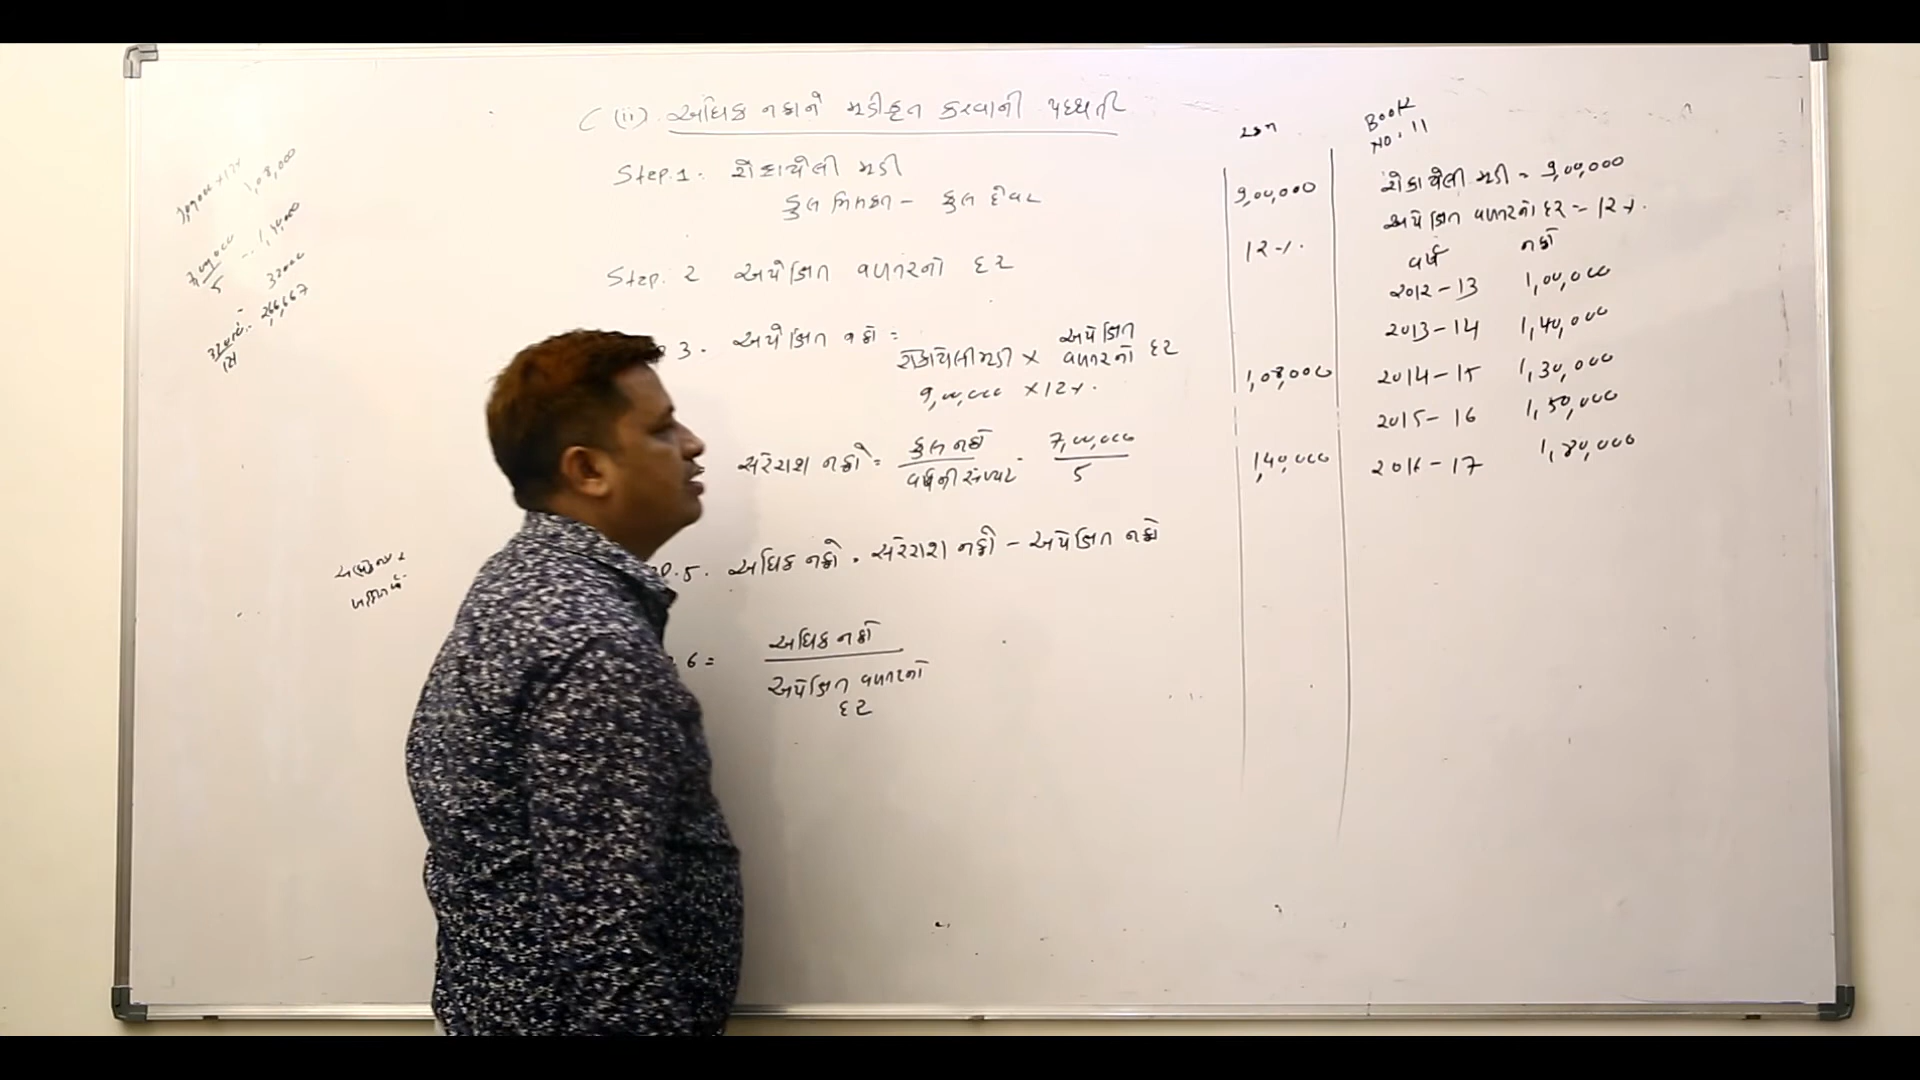 (ii). અધિક નફાને મૂડીકૃત કરવાની પધ્ધતી
Step.1. રોકાયેલી મૂડી
કુલ મિલકત - કુલ દેવા
Step. 2 અપેક્ષિત વળતરનો દર
3. અપેક્ષિત નફો =
રોકાયેલી મૂડી × અપેક્ષિત વળતરનો દર
9,00,000 × 12%.
સરેરાશ નફો = કુલ નફો / વર્ષની સંખ્યા = 7,00,000 / 5
p.5. અધિક નફો = સરેરાશ નફો - અપેક્ષિત નફો
6 = અધિક નફો / અપેક્ષિત વળતરનો દર
રકમ
9,00,000
12%.
1,08,000
1,40,000
Book
No. 11
રોકાયેલી મૂડી = 9,00,000
અપેક્ષિત વળતરનો દર = 12%.
વર્ષ નફો
2012-13 1,00,000
2013-14 1,40,000
2014-15 1,30,000
2015-16 1,50,000
2016-17 1,80,000
1,08,000
5
1,40,000
32000
266,667